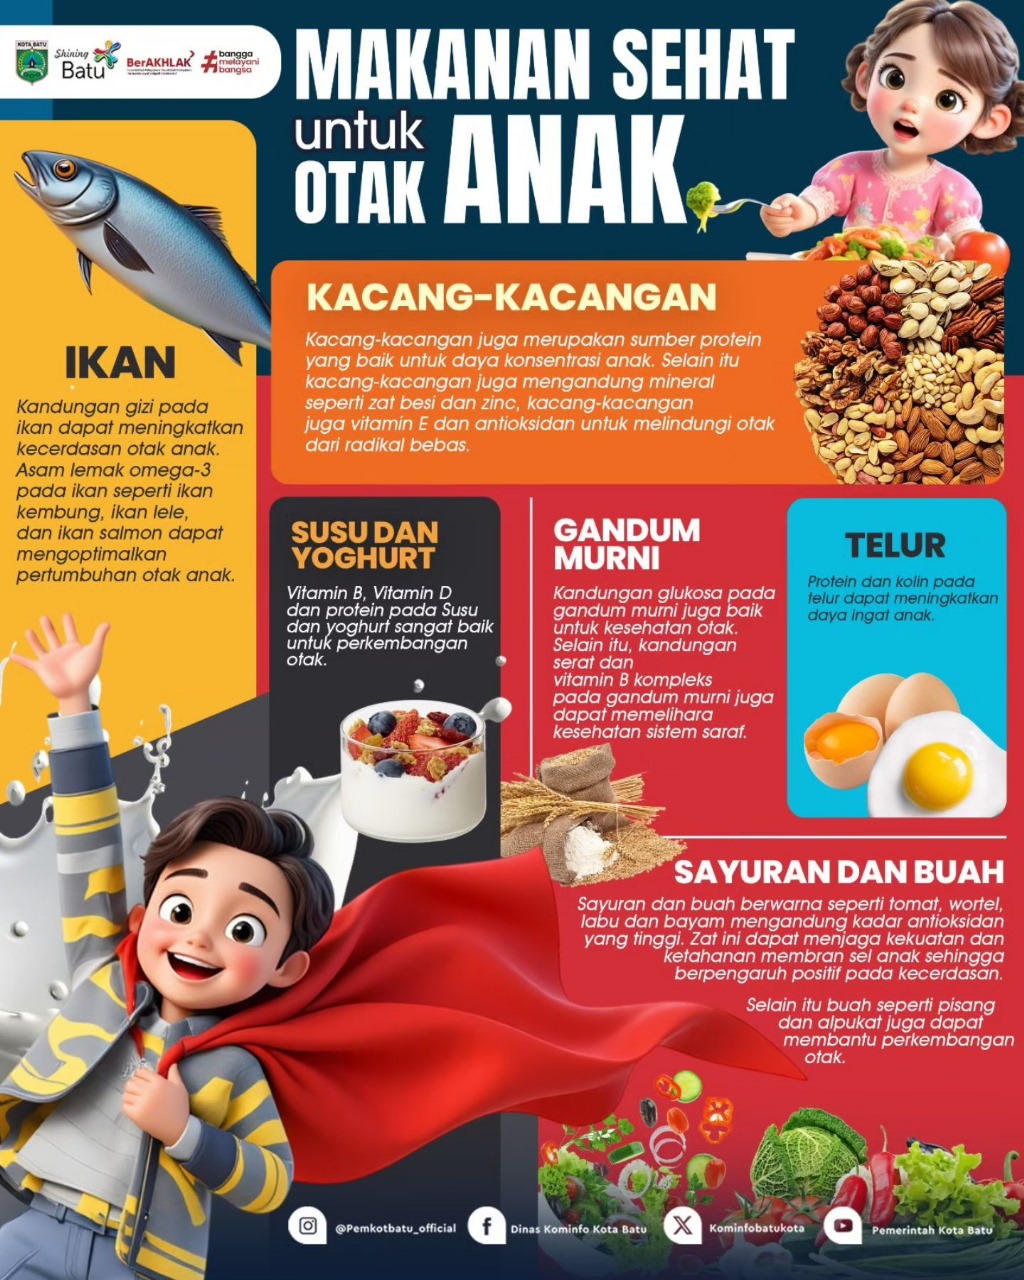 KOTA BATU
Shining
Batu
BerAKHLAK
#bangga
melayani
bangsa
MAKANAN SEHAT
untuk
OTAK ANAK
IKAN
Kandungan gizi pada
ikan dapat meningkatkan
kecerdasan otak anak.
Asam lemak omega-3
pada ikan seperti ikan
kembung, ikan lele,
dan ikan salmon dapat
mengoptimalkan
pertumbuhan otak anak.
KACANG-KACANGAN
Kacang-kacangan juga merupakan sumber protein
yang baik untuk daya konsentrasi anak. Selain itu
kacang-kacangan juga mengandung mineral
seperti zat besi dan zinc, kacang-kacangan
juga vitamin E dan antioksidan untuk melindungi otak
dari radikal bebas.
SUSU DAN
YOGHURT
Vitamin B, Vitamin D
dan protein pada Susu
dan yoghurt sangat baik
untuk perkembangan
otak.
GANDUM
MURNI
Kandungan glukosa pada
gandum murni juga baik
untuk kesehatan otak.
Selain itu, kandungan
serat dan
vitamin B kompleks
pada gandum murni juga
dapat memelihara
kesehatan sistem saraf.
TELUR
Protein dan kolin pada
telur dapat meningkatkan
daya ingat anak.
SAYURAN DAN BUAH
Sayuran dan buah berwarna seperti tomat, wortel,
labu dan bayam mengandung kadar antioksidan
yang tinggi. Zat ini dapat menjaga kekuatan dan
ketahanan membran sel anak sehingga
berpengaruh positif pada kecerdasan.
Selain itu buah seperti pisang
dan alpukat juga dapat
membantu perkembangan
otak.
@Pemkotbatu_official
Dinas Kominfo Kota Batu
Kominfobatukota
Pemerintah Kota Batu